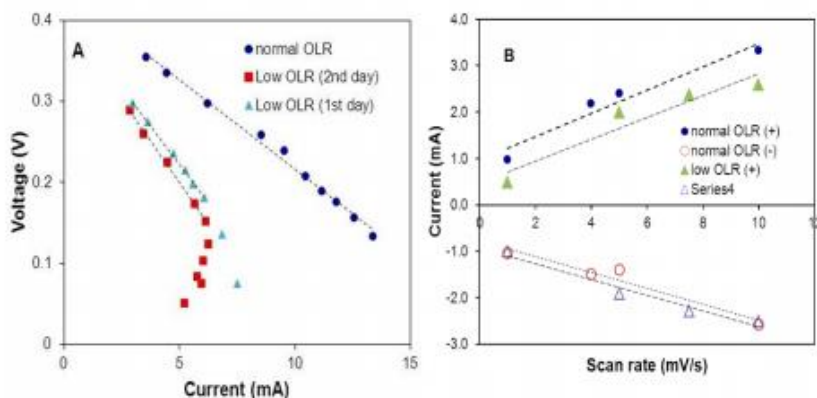 A
normal OLR
Low OLR (2nd day)
Low OLR (1st day)
0.4
0.3
0.2
0.1
0
0
5
10
15
Voltage (V)
Current (mA)
B
4.0
3.0
2.0
1.0
0.0
-1.0
-2.0
-3.0
0
2
4
6
8
10
12
normal OLR (+)
normal OLR (-)
low OLR (+)
Series4
Current (mA)
Scan rate (mV/s)